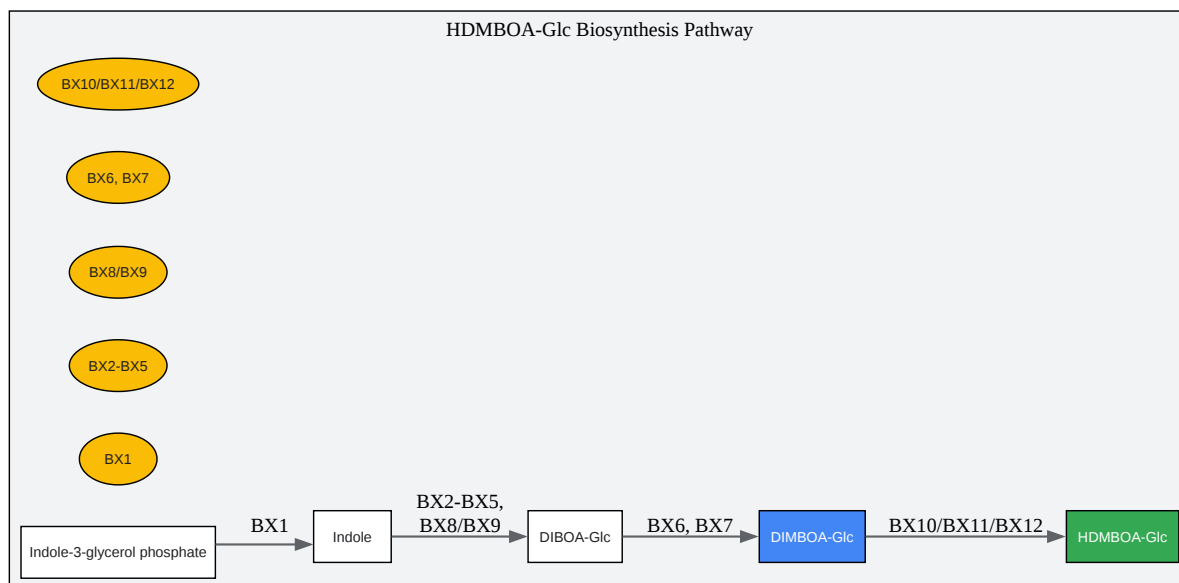 HDMBOA-Glc Biosynthesis Pathway
BX10/BX11/BX12
BX6, BX7
BX8/BX9
BX2-BX5
BX1
Indole-3-glycerol phosphate
BX1
Indole
BX2-BX5,
BX8/BX9
DIBOA-Glc
BX6, BX7
DIMBOA-Glc
BX10/BX11/BX12
HDMBOA-Glc